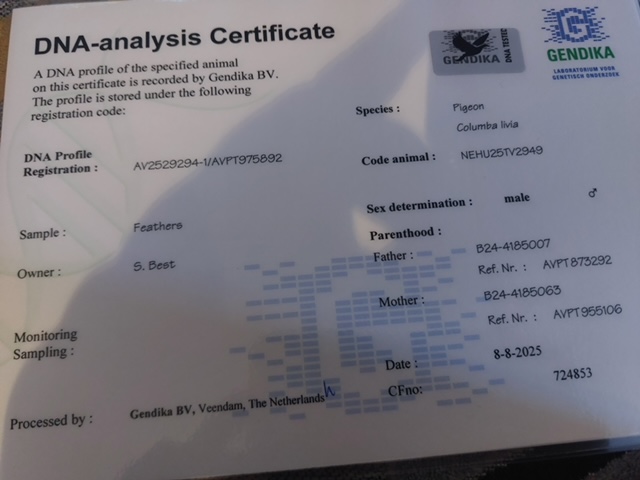 DNA-analysis Certificate
A DNA profile of the specified animal
on this certificate is recorded by Gendika BV.
The profile is stored under the following
registration code:
GENDIKA
DNA TESTED
GENDIKA
LABORATORIUM VOOR
GENETISCH ONDERZOEK
Species : Pigeon
Columba livia
DNA Profile
Registration : AV2529294-1/AVPT975892
Code animal : NEHU25TV2949
Sex determination : male ♂
Sample : Feathers
Parenthood :
Father : B24-4185007
Ref. Nr. : AVPT873292
Owner : S. Best
Mother : B24-4185063
Ref. Nr. : AVPT955106
Monitoring
Sampling :
Date : 8-8-2025
CFno: 724853
Processed by : Gendika BV, Veendam, The Netherlands